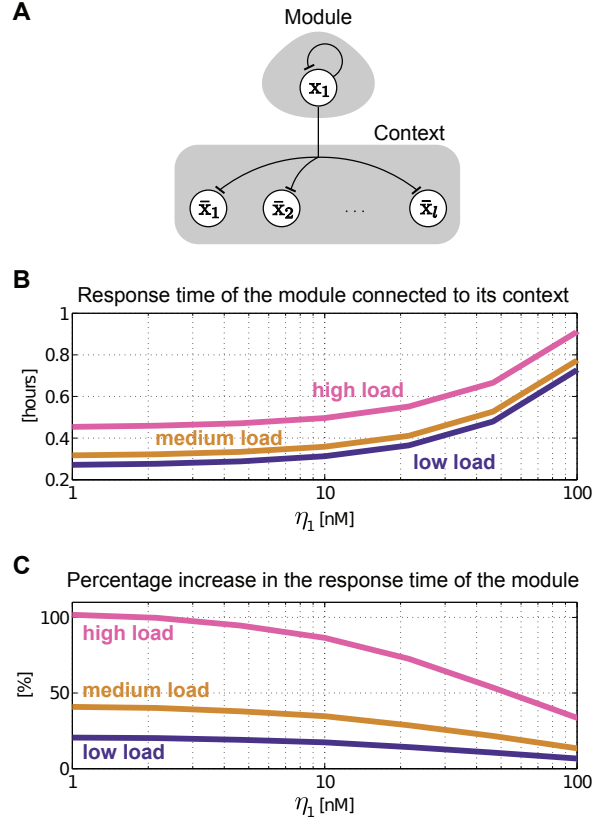 A
Module
x₁
Context
x̄₁ x̄₂ . . . x̄ₗ
B
Response time of the module connected to its context
1
0.8
0.6
0.4
0.2
[hours]
high load
medium load
low load
1 10 100
η₁ [nM]
C
Percentage increase in the response time of the module
100
50
0
[%]
high load
medium load
low load
1 10 100
η₁ [nM]